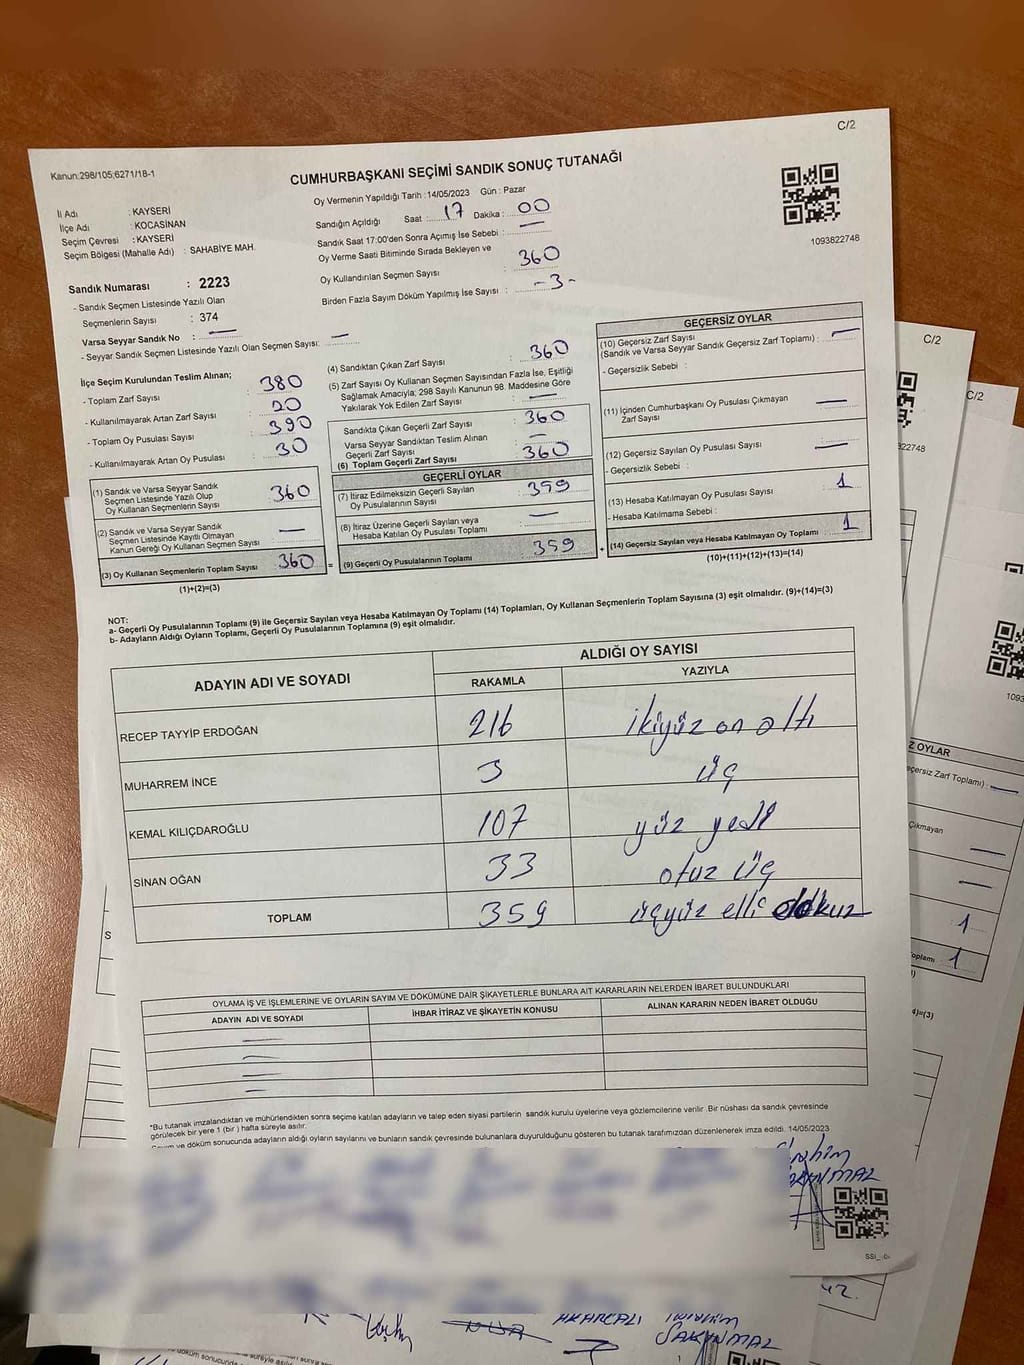 C/2
Kanun:298/105;6271/18-1
CUMHURBAŞKANI SEÇİMİ SANDIK SONUÇ TUTANAĞI
Oy Vermenin Yapıldığı Tarih : 14/05/2023 Gün : Pazar
İl Adı : KAYSERİ
İlçe Adı : KOCASİNAN
Seçim Çevresi : KAYSERİ
Seçim Bölgesi (Mahalle Adı) : SAHABİYE MAH.
Sandığın Açıldığı Saat : 17 Dakika : 00
Sandık Saat 17:00'den Sonra Açmış İse Sebebi : —
Oy Verme Saati Bitiminde Sırada Bekleyen ve
Oy Kullandırılan Seçmen Sayısı : 360
Birden Fazla Sayım Döküm Yapılmış İse Sayısı : -3-
1093822748
Sandık Numarası : 2223
- Sandık Seçmen Listesinde Yazılı Olan
Seçmenlerin Sayısı : 374
Varsa Seyyar Sandık No : —
- Seyyar Sandık Seçmen Listesinde Yazılı Olan Seçmen Sayısı: —
İlçe Seçim Kurulundan Teslim Alınan;
- Toplam Zarf Sayısı : 380
- Kullanılmayarak Artan Zarf Sayısı : 20
- Toplam Oy Pusulası Sayısı : 390
- Kullanılmayarak Artan Oy Pusulası : 30
(1) Sandık ve Varsa Seyyar Sandık
Seçmen Listesinde Yazılı Olup
Oy Kullanan Seçmenlerin Sayısı : 360
(2) Sandık ve Varsa Seyyar Sandık
Seçmen Listesinde Kayıtlı Olmayan
Kanun Gereği Oy Kullanan Seçmen Sayısı : —
(3) Oy Kullanan Seçmenlerin Toplam Sayısı : 360
(1)+(2)=(3)
(4) Sandıktan Çıkan Zarf Sayısı : 360
(5) Zarf Sayısı Oy Kullanan Seçmen Sayısından Fazla İse, Eşitliği
Sağlamak Amacıyla; 298 Sayılı Kanunun 98. Maddesine Göre
Yakılarak Yok Edilen Zarf Sayısı : —
Sandıkta Çıkan Geçerli Zarf Sayısı : 360
Varsa Seyyar Sandıktan Teslim Alınan
Geçerli Zarf Sayısı : —
(6) Toplam Geçerli Zarf Sayısı : 360
GEÇERLİ OYLAR
(7) İtiraz Edilmeksizin Geçerli Sayılan
Oy Pusulalarının Sayısı : 359
(8) İtiraz Üzerine Geçerli Sayılan veya
Hesaba Katılan Oy Pusulası Toplamı : —
= (9) Geçerli Oy Pusulalarının Toplamı : 359
GEÇERSİZ OYLAR
(10) Geçersiz Zarf Sayısı
(Sandık ve Varsa Seyyar Sandık Geçersiz Zarf Toplamı) : —
- Geçersizlik Sebebi :
(11) İçinden Cumhurbaşkanı Oy Pusulası Çıkmayan
Zarf Sayısı : —
(12) Geçersiz Sayılan Oy Pusulası Sayısı : —
- Geçersizlik Sebebi :
(13) Hesaba Katılmayan Oy Pusulası Sayısı : 1
- Hesaba Katılmama Sebebi :
+ (14) Geçersiz Sayılan veya Hesaba Katılmayan Oy Toplamı : 1
(10)+(11)+(12)+(13)=(14)
NOT:
a- Geçerli Oy Pusulalarının Toplamı (9) ile Geçersiz Sayılan veya Hesaba Katılmayan Oy Toplamı (14) Toplamları, Oy Kullanan Seçmenlerin Toplam Sayısına (3) eşit olmalıdır. (9)+(14)=(3)
b- Adayların Aldığı Oyların Toplamı, Geçerli Oy Pusulalarının Toplamına (9) eşit olmalıdır.
ADAYIN ADI VE SOYADI ALDIĞI OY SAYISI
RAKAMLA YAZIYLA
RECEP TAYYİP ERDOĞAN 216 ikiyüz on altı
MUHARREM İNCE 3 üç
KEMAL KILIÇDAROĞLU 107 yüz yedi
SİNAN OĞAN 33 otuz üç
TOPLAM 359 üçyüz elli dokuz
OYLAMA İŞ VE İŞLEMLERİNE VE OYLARIN SAYIM VE DÖKÜMÜNE DAİR ŞİKAYETLERLE BUNLARA AİT KARARLARIN NELERDEN İBARET BULUNDUKLARI
ADAYIN ADI VE SOYADI İHBAR İTİRAZ VE ŞİKAYETİN KONUSU ALINAN KARARIN NEDEN İBARET OLDUĞU
*Bu tutanak imzalandıktan ve mühürlendikten sonra seçime katılan adayların ve talep eden siyasi partilerin sandık kurulu üyelerine veya gözlemcilerine verilir .Bir nüshası da sandık çevresinde
görülecek bir yere 1 (bir ) hafta süreyle asılır.
Sayım ve döküm sonucunda adayların aldığı oyların sayılarını ve bunların sandık çevresinde bulunanlara duyurulduğunu gösteren bu tutanak tarafımızdan düzenlenerek imza edildi. 14/05/2023
C/2
C/2
322748
1093
Z OYLAR
eçersiz Zarf Toplamı) : —
Çıkmayan
1
Toplamı 1
4)=(3)
AKARCALI İbrahim
SAKINMAL